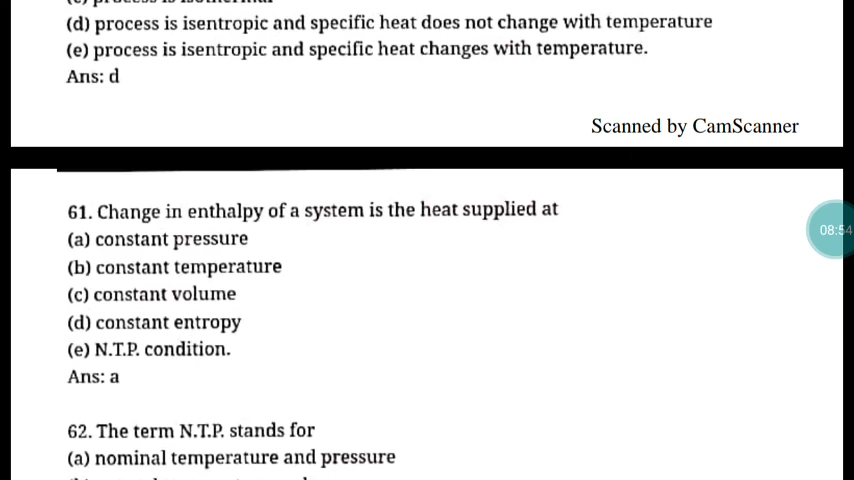 (d) process is isentropic and specific heat does not change with temperature
(e) process is isentropic and specific heat changes with temperature.
Ans: d
Scanned by CamScanner
61. Change in enthalpy of a system is the heat supplied at
(a) constant pressure
08:54
(b) constant temperature
(c) constant volume
(d) constant entropy
(e) N.T.P. condition.
Ans: a
62. The term N.T.P. stands for
(a) nominal temperature and pressure